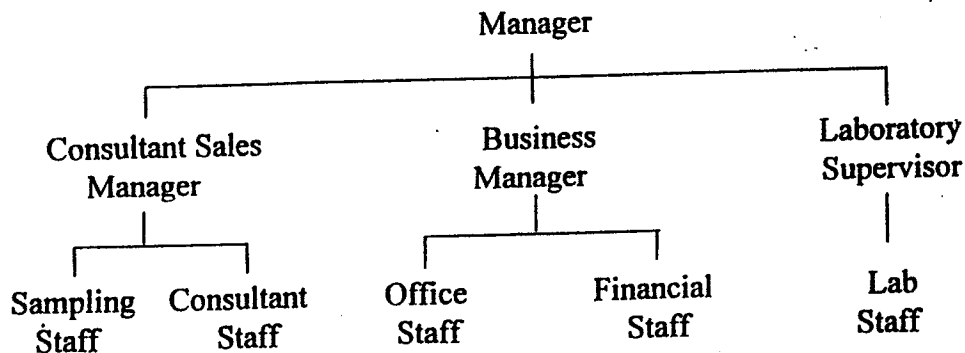 Manager
Consultant Sales
Manager
Business
Manager
Laboratory
Supervisor
Sampling
Staff
Consultant
Staff
Office
Staff
Financial
Staff
Lab
Staff